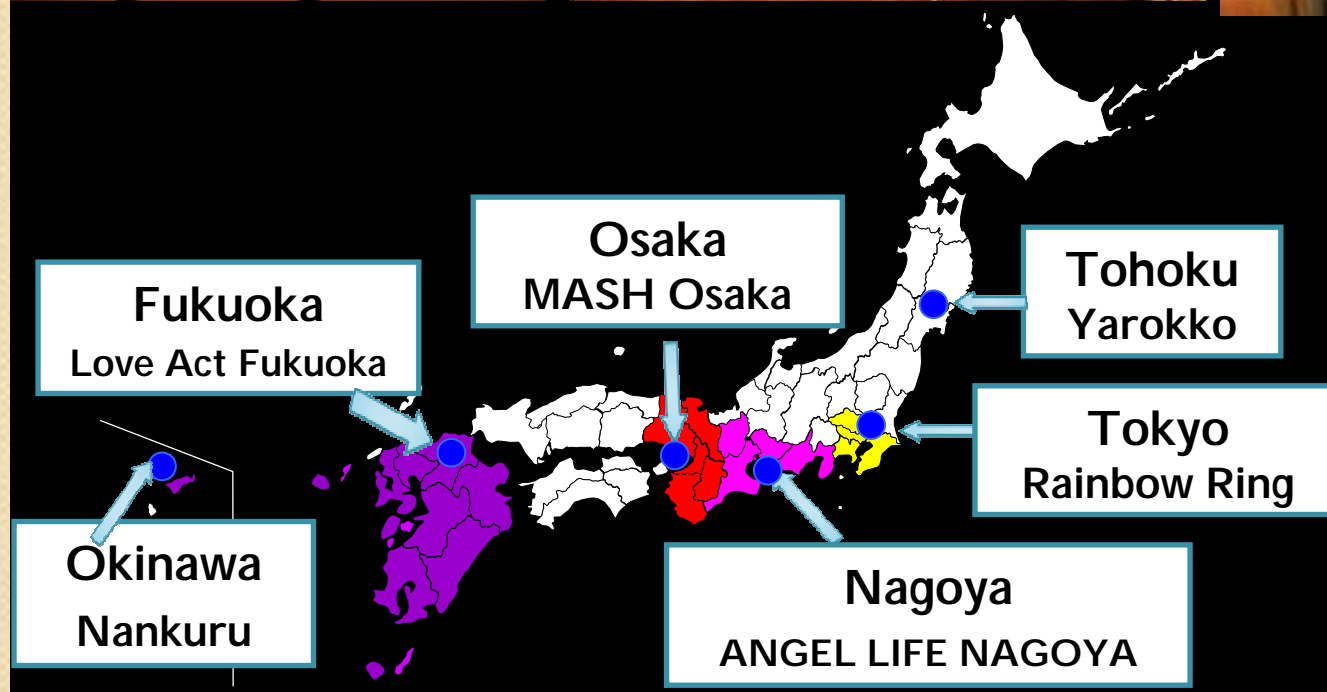 Osaka
MASH Osaka
Tohoku
Yarokko
Fukuoka
Love Act Fukuoka
Tokyo
Rainbow Ring
Okinawa
Nankuru
Nagoya
ANGEL LIFE NAGOYA